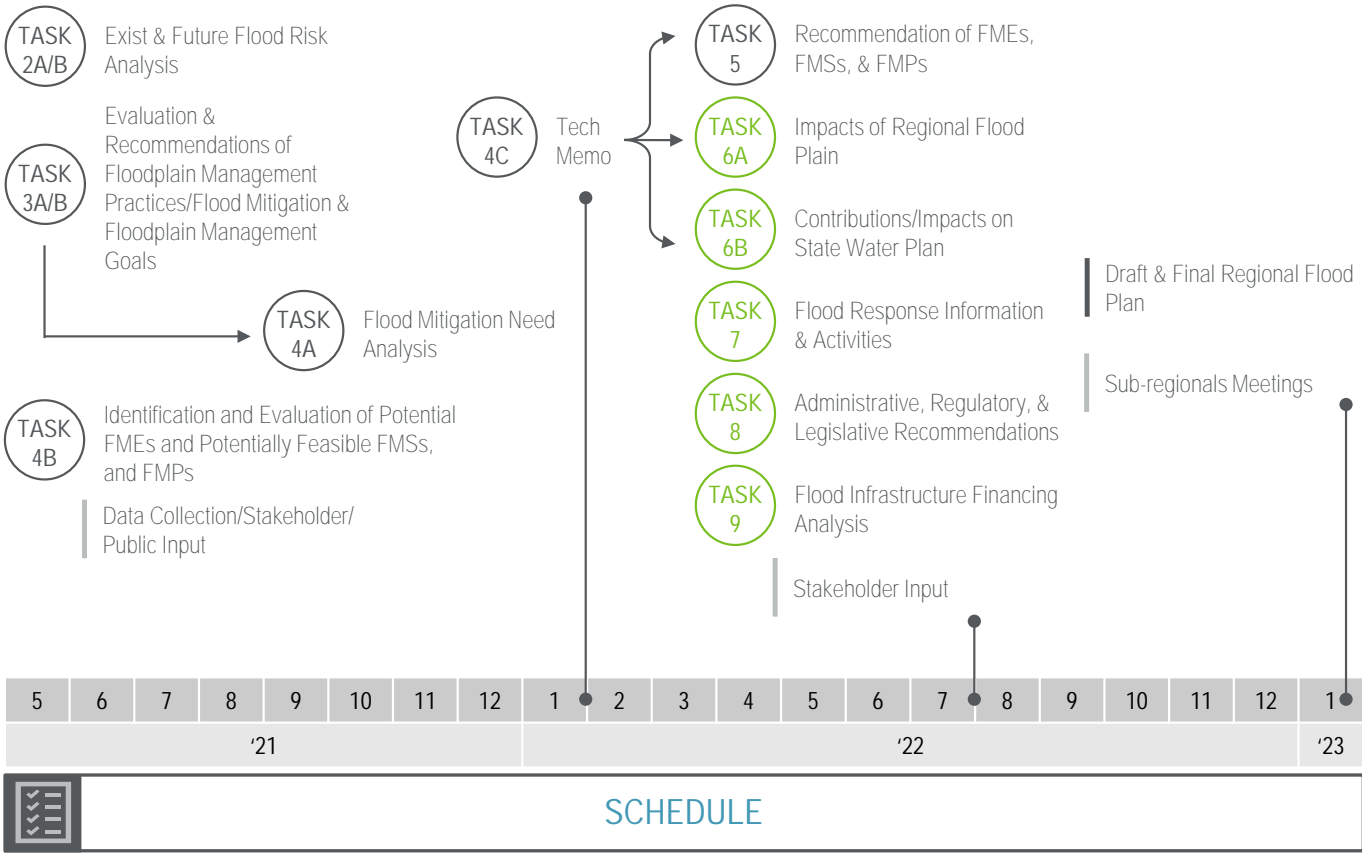 TASK
2A/B
Exist & Future Flood Risk
Analysis
TASK
3A/B
Evaluation &
Recommendations of
Floodplain Management
Practices/Flood Mitigation &
Floodplain Management
Goals
TASK
4A
Flood Mitigation Need
Analysis
TASK
4B
Identification and Evaluation of Potential
FMEs and Potentially Feasible FMSs,
and FMPs
Data Collection/Stakeholder/
Public Input
TASK
4C
Tech
Memo
TASK
5
Recommendation of FMEs,
FMSs, & FMPs
TASK
6A
Impacts of Regional Flood
Plain
TASK
6B
Contributions/Impacts on
State Water Plan
TASK
7
Flood Response Information
& Activities
TASK
8
Administrative, Regulatory, &
Legislative Recommendations
TASK
9
Flood Infrastructure Financing
Analysis
Stakeholder Input
Draft & Final Regional Flood
Plan
Sub-regionals Meetings
5 6 7 8 9 10 11 12 1 2 3 4 5 6 7 8 9 10 11 12 1
‘21 ‘22 ‘23
SCHEDULE